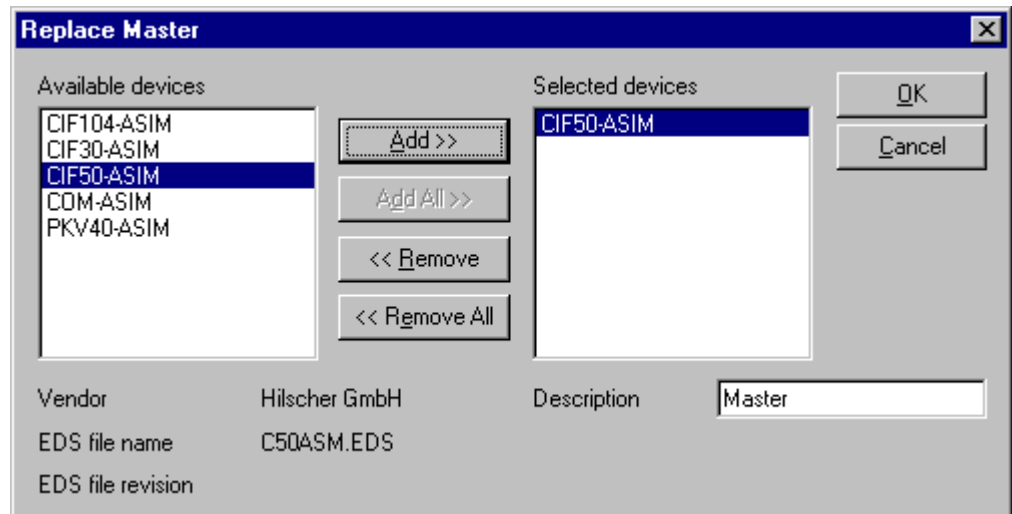 Replace Master
Available devices
CIF104-ASIM
CIF30-ASIM
CIF50-ASIM
COM-ASIM
PKV40-ASIM
Add >>
Add All >>
<< Remove
<< Remove All
Selected devices
CIF50-ASIM
OK
Cancel
Vendor Hilscher GmbH
Description Master
EDS file name C50ASM.EDS
EDS file revision